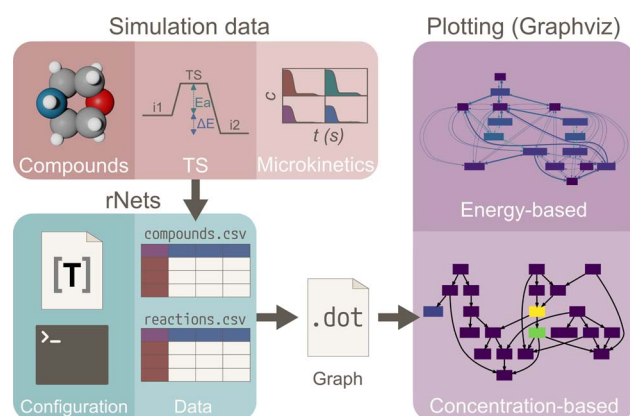 Simulation data
Plotting (Graphviz)
TS
i1
Ea
ΔE
i2
c
t (s)
Compounds
TS
Microkinetics
Energy-based
rNets
[T]
compounds.csv
reactions.csv
>_
.dot
Graph
Configuration
Data
Concentration-based